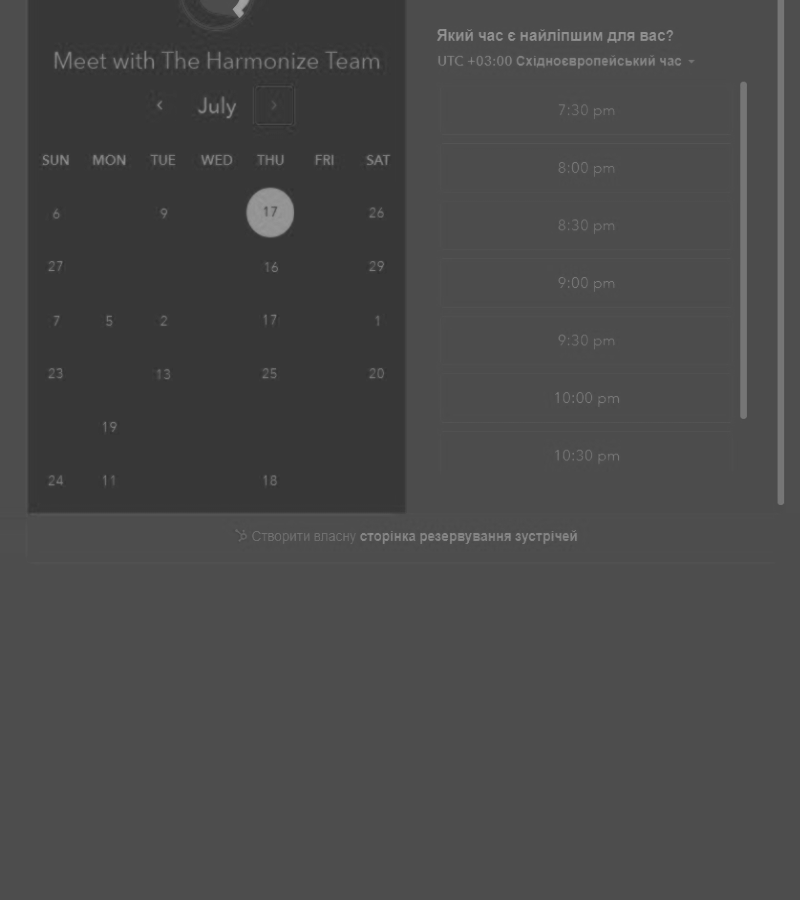 Meet with The Harmonize Team
‹ July ›
SUN MON TUE WED THU FRI SAT
6 9 17 26
27 16 29
7 5 2 17 1
23 13 25 20
19
24 11 18
Який час є найліпшим для вас?
UTC +03:00 Східноєвропейський час
7:30 pm
8:00 pm
8:30 pm
9:00 pm
9:30 pm
10:00 pm
10:30 pm
Створити власну сторінка резервування зустрічей